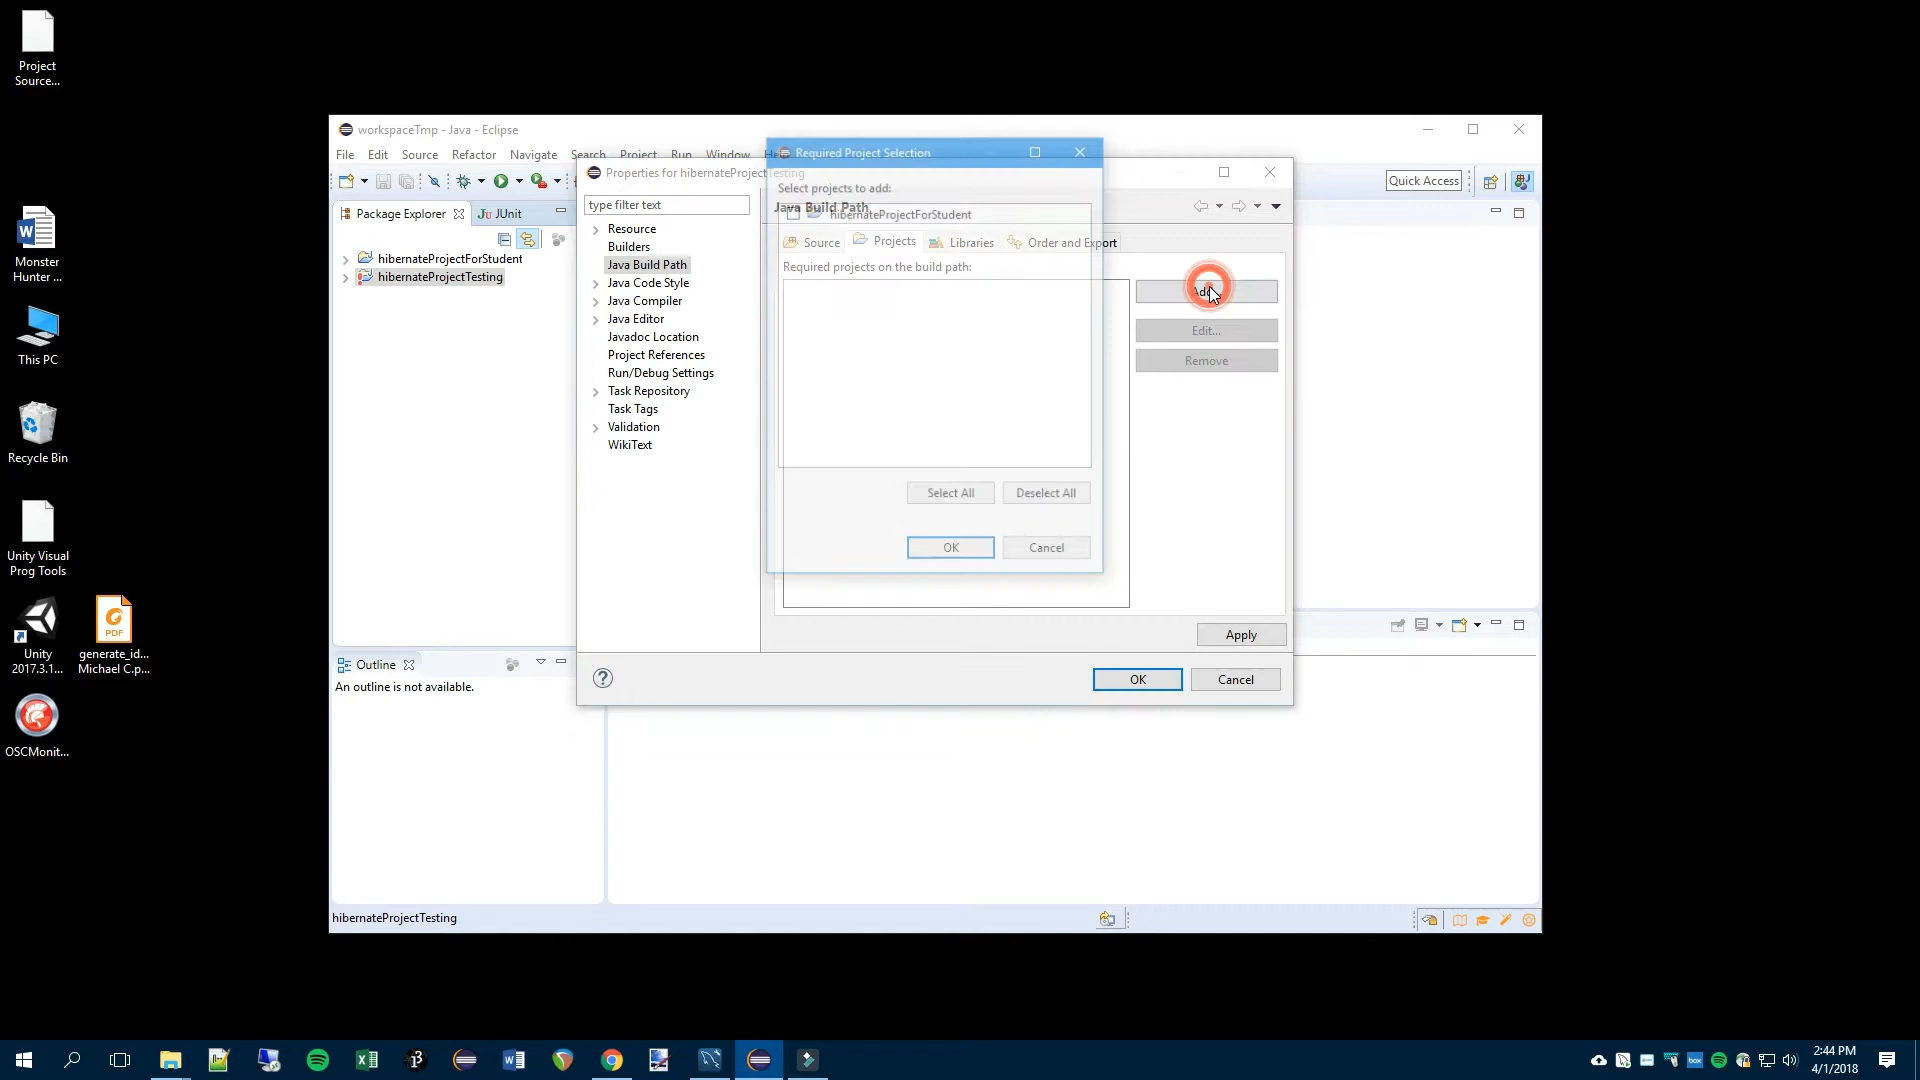 Project
Source...
Monster
Hunter ...
This PC
Recycle Bin
Unity Visual
Prog Tools
Unity
2017.3.1...
generate_id...
Michael C.p...
PDF
OSCMonit...
workspaceTmp - Java - Eclipse
File Edit Source Refactor Navigate Search Project Run Window
Quick Access
Package Explorer
JUnit
hibernateProjectForStudent
hibernateProjectTesting
Outline
An outline is not available.
hibernateProjectTesting
Properties for hibernateProjectTesting
type filter text
Resource
Builders
Java Build Path
Java Code Style
Java Compiler
Java Editor
Javadoc Location
Project References
Run/Debug Settings
Task Repository
Task Tags
Validation
WikiText
Java Build Path
Source Projects Libraries Order and Export
Required projects on the build path:
Edit...
Remove
Apply
OK Cancel
Required Project Selection
Select projects to add:
hibernateProjectForStudent
Select All Deselect All
OK Cancel
2:44 PM
4/1/2018